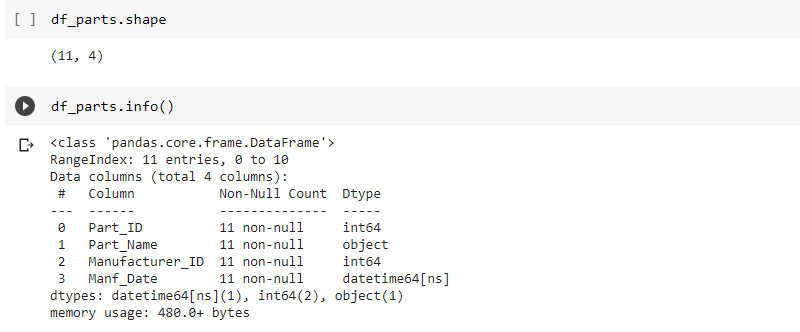 [ ] df_parts.shape
(11, 4)
df_parts.info()
<class 'pandas.core.frame.DataFrame'>
RangeIndex: 11 entries, 0 to 10
Data columns (total 4 columns):
 #   Column           Non-Null Count  Dtype
---  ------           --------------  -----
 0   Part_ID          11 non-null     int64
 1   Part_Name        11 non-null     object
 2   Manufacturer_ID  11 non-null     int64
 3   Manf_Date        11 non-null     datetime64[ns]
dtypes: datetime64[ns](1), int64(2), object(1)
memory usage: 480.0+ bytes